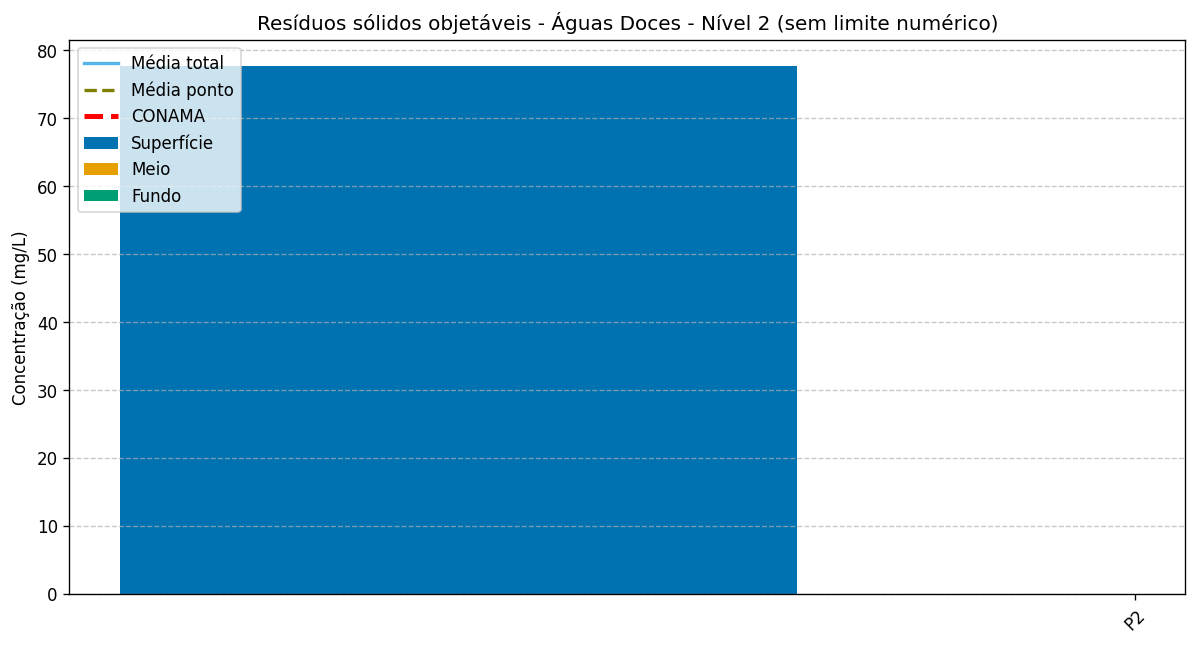 Resíduos sólidos objetáveis - Águas Doces - Nível 2 (sem limite numérico)
Concentração (mg/L)
80
70
60
50
40
30
20
10
0
Média total
Média ponto
CONAMA
Superfície
Meio
Fundo
P2